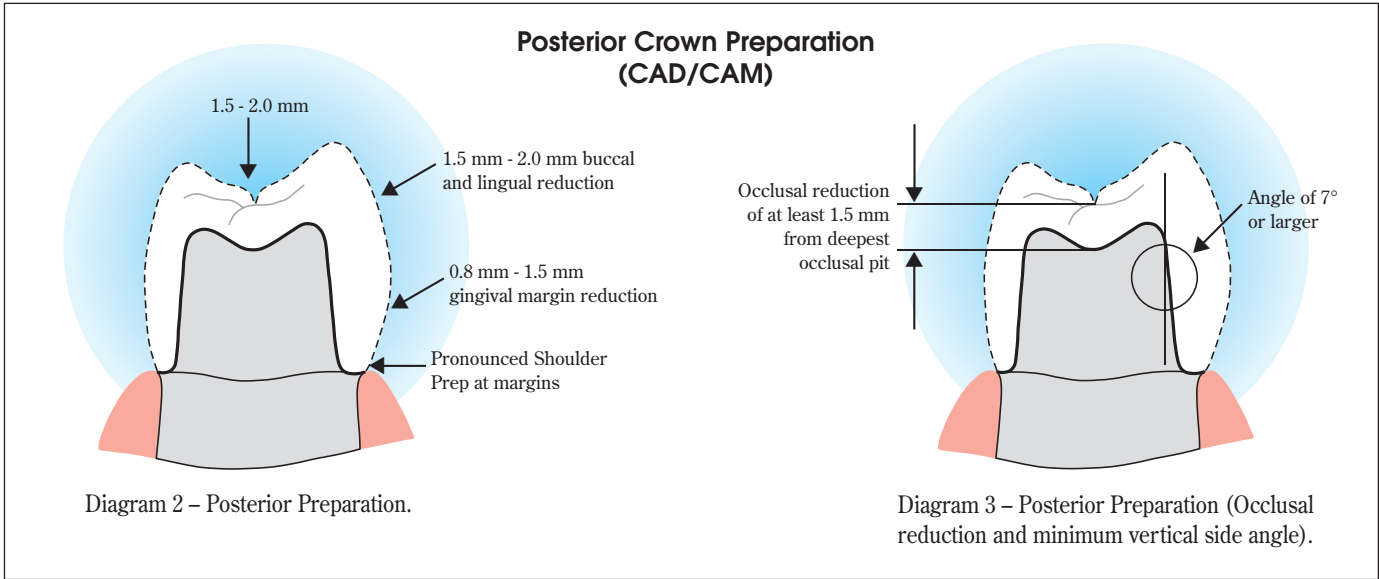 Posterior Crown Preparation
(CAD/CAM)
1.5 - 2.0 mm
1.5 mm - 2.0 mm buccal
and lingual reduction
0.8 mm - 1.5 mm
gingival margin reduction
Pronounced Shoulder
Prep at margins
Diagram 2 – Posterior Preparation.
Occlusal reduction
of at least 1.5 mm
from deepest
occlusal pit
Angle of 7°
or larger
Diagram 3 – Posterior Preparation (Occlusal
reduction and minimum vertical side angle).